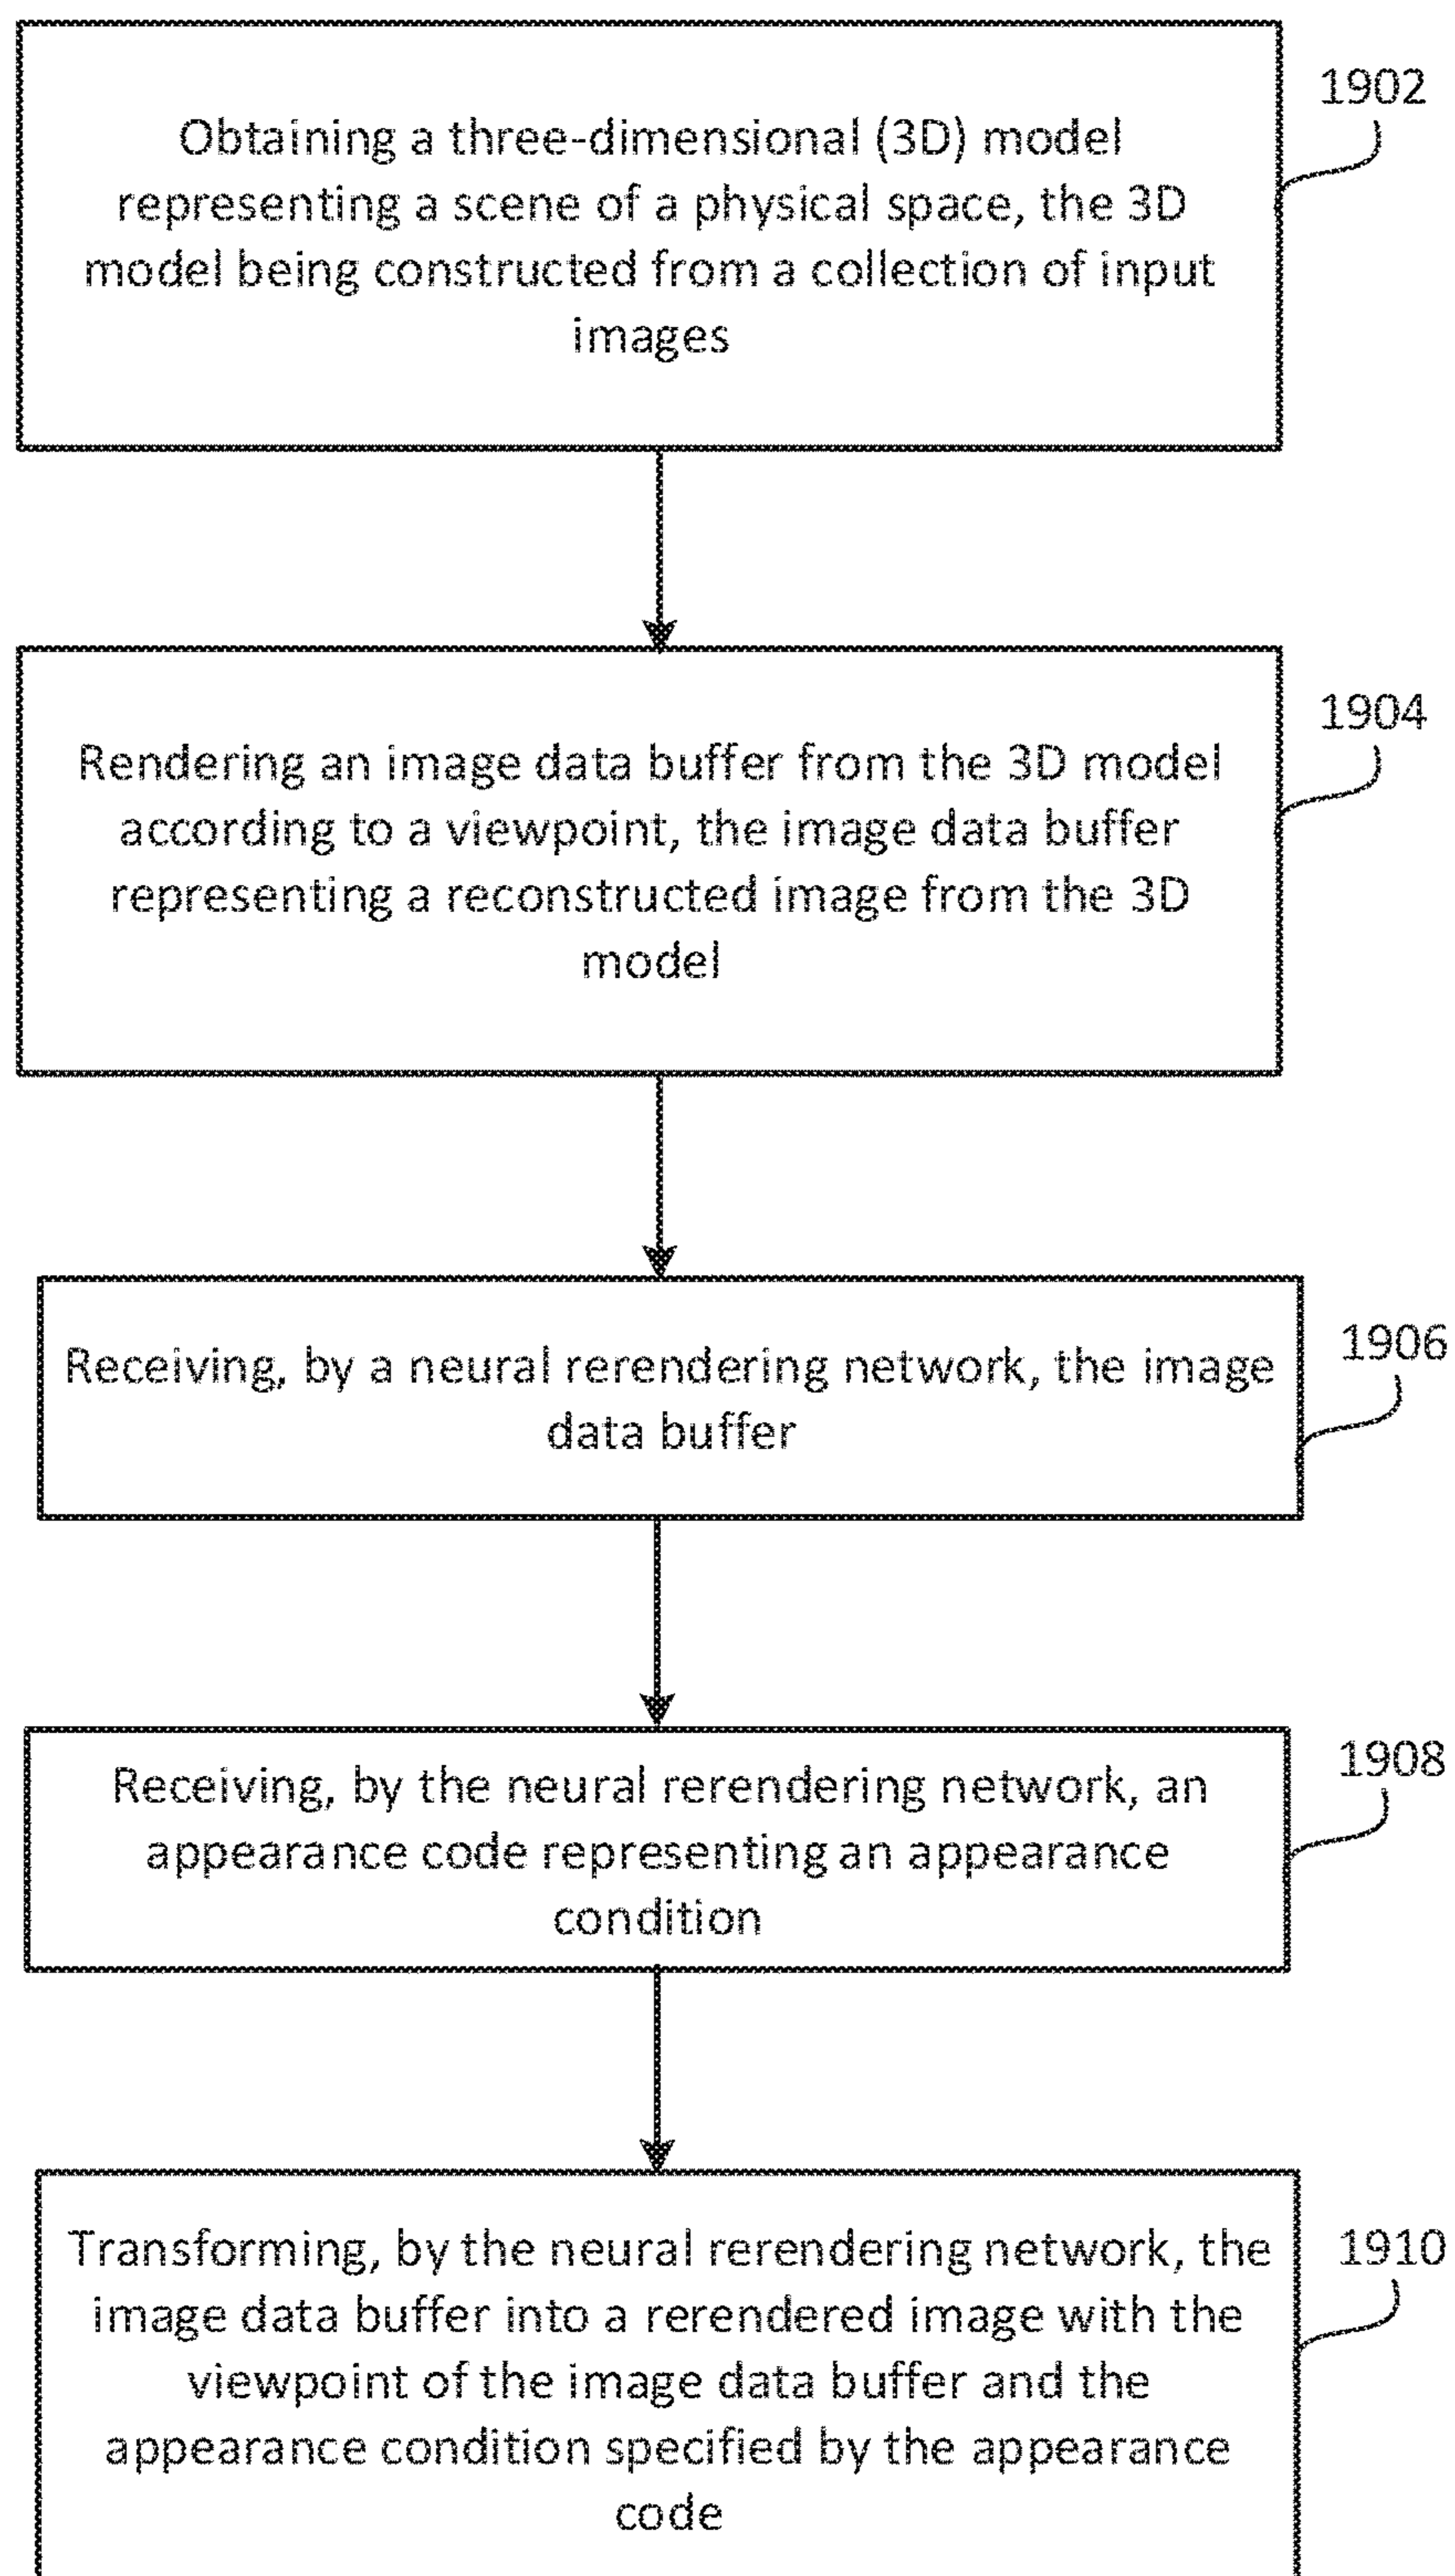 Obtaining a three-dimensional (3D) model
representing a scene of a physical space, the 3D
model being constructed from a collection of input
images
1902
Rendering an image data buffer from the 3D model
according to a viewpoint, the image data buffer
representing a reconstructed image from the 3D
model
1904
Receiving, by a neural rerendering network, the image
data buffer
1906
Receiving, by the neural rerendering network, an
appearance code representing an appearance
condition
1908
Transforming, by the neural rerendering network, the
image data buffer into a rerendered image with the
viewpoint of the image data buffer and the
appearance condition specified by the appearance
code
1910